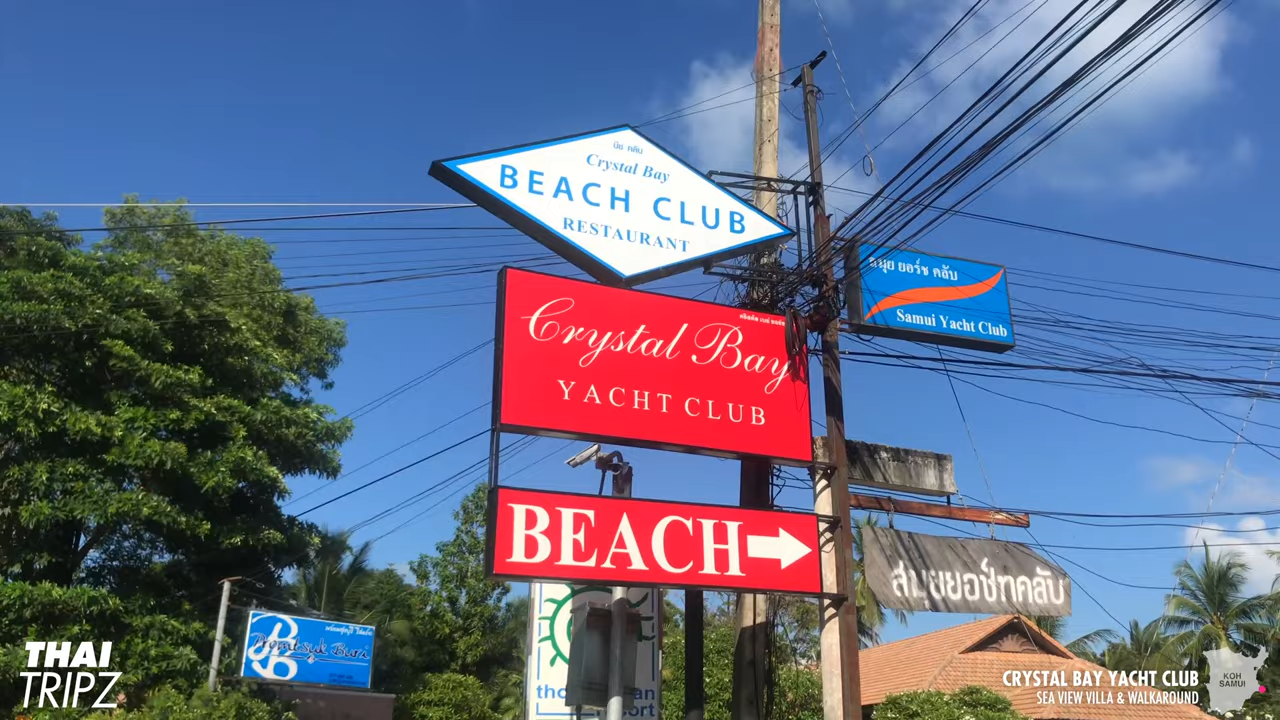 บีช คลับ
Crystal Bay
BEACH CLUB
RESTAURANT
Crystal Bay
YACHT CLUB
BEACH
สมุย ยอร์ช คลับ
Samui Yacht Club
สมุยยอช์ทคลับ
THAI
TRIPZ
CRYSTAL BAY YACHT CLUB
SEA VIEW VILLA & WALKAROUND
KOH
SAMUI